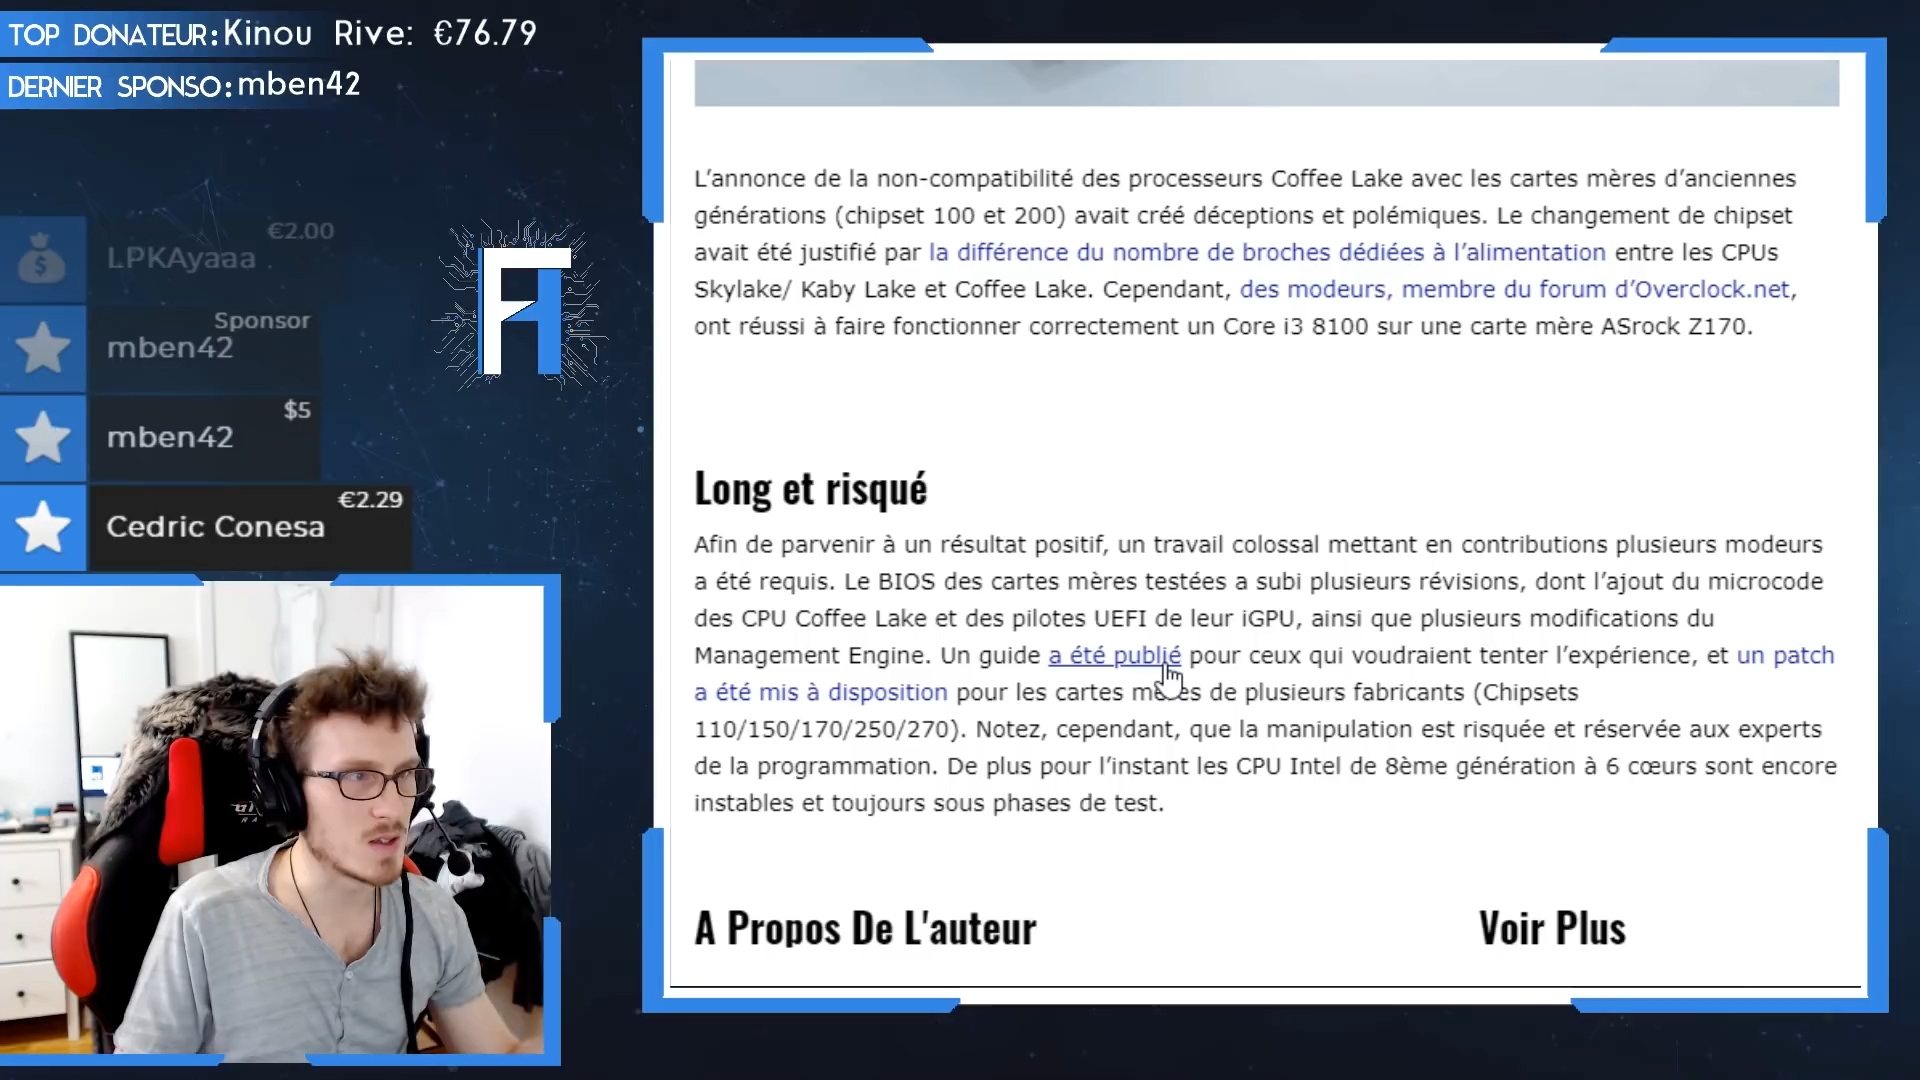 TOP DONATEUR:Kinou Rive: €76.79
DERNIER SPONSO:mben42
€2.00
LPKAyaaa
Sponsor
mben42
$5
mben42
€2.29
Cedric Conesa
L’annonce de la non-compatibilité des processeurs Coffee Lake avec les cartes mères d’anciennes
générations (chipset 100 et 200) avait créé déceptions et polémiques. Le changement de chipset
avait été justifié par la différence du nombre de broches dédiées à l’alimentation entre les CPUs
Skylake/ Kaby Lake et Coffee Lake. Cependant, des modeurs, membre du forum d’Overclock.net,
ont réussi à faire fonctionner correctement un Core i3 8100 sur une carte mère ASrock Z170.
Long et risqué
Afin de parvenir à un résultat positif, un travail colossal mettant en contributions plusieurs modeurs
a été requis. Le BIOS des cartes mères testées a subi plusieurs révisions, dont l’ajout du microcode
des CPU Coffee Lake et des pilotes UEFI de leur iGPU, ainsi que plusieurs modifications du
Management Engine. Un guide a été publié pour ceux qui voudraient tenter l’expérience, et un patch
a été mis à disposition pour les cartes mères de plusieurs fabricants (Chipsets
110/150/170/250/270). Notez, cependant, que la manipulation est risquée et réservée aux experts
de la programmation. De plus pour l’instant les CPU Intel de 8ème génération à 6 cœurs sont encore
instables et toujours sous phases de test.
A Propos De L'auteur
Voir Plus